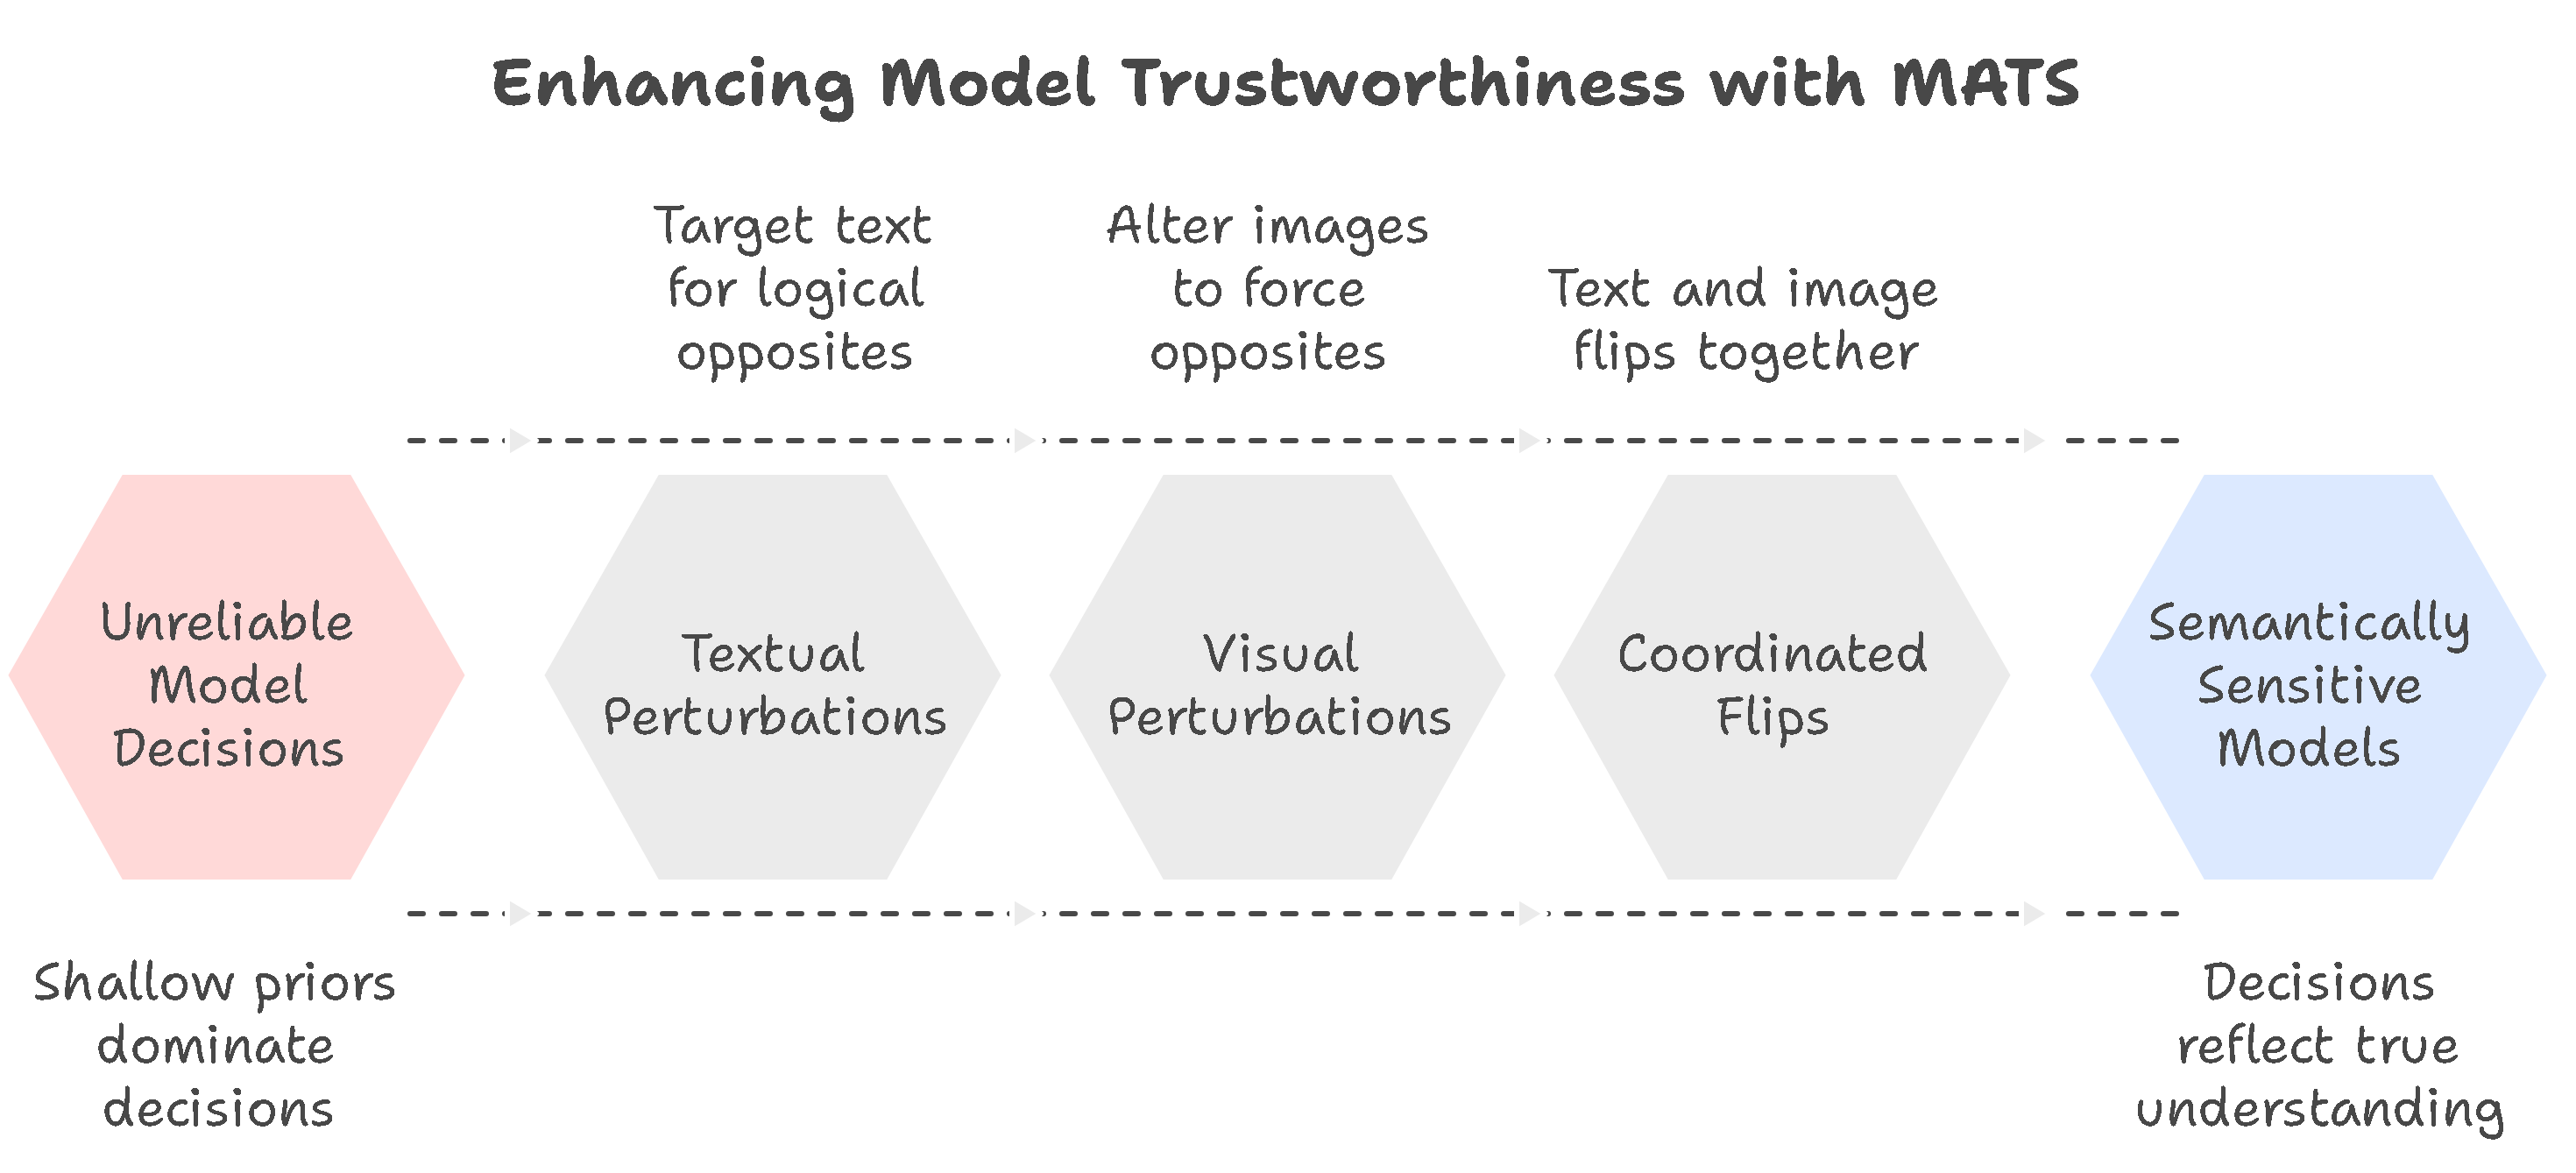 Enhancing Model Trustworthiness with MATS
Target text
for logical
opposites
Alter images
to force
opposites
Text and image
flips together
Unreliable
Model
Decisions
Textual
Perturbations
Visual
Perturbations
Coordinated
Flips
Semantically
Sensitive
Models
Shallow priors
dominate
decisions
Decisions
reflect true
understanding